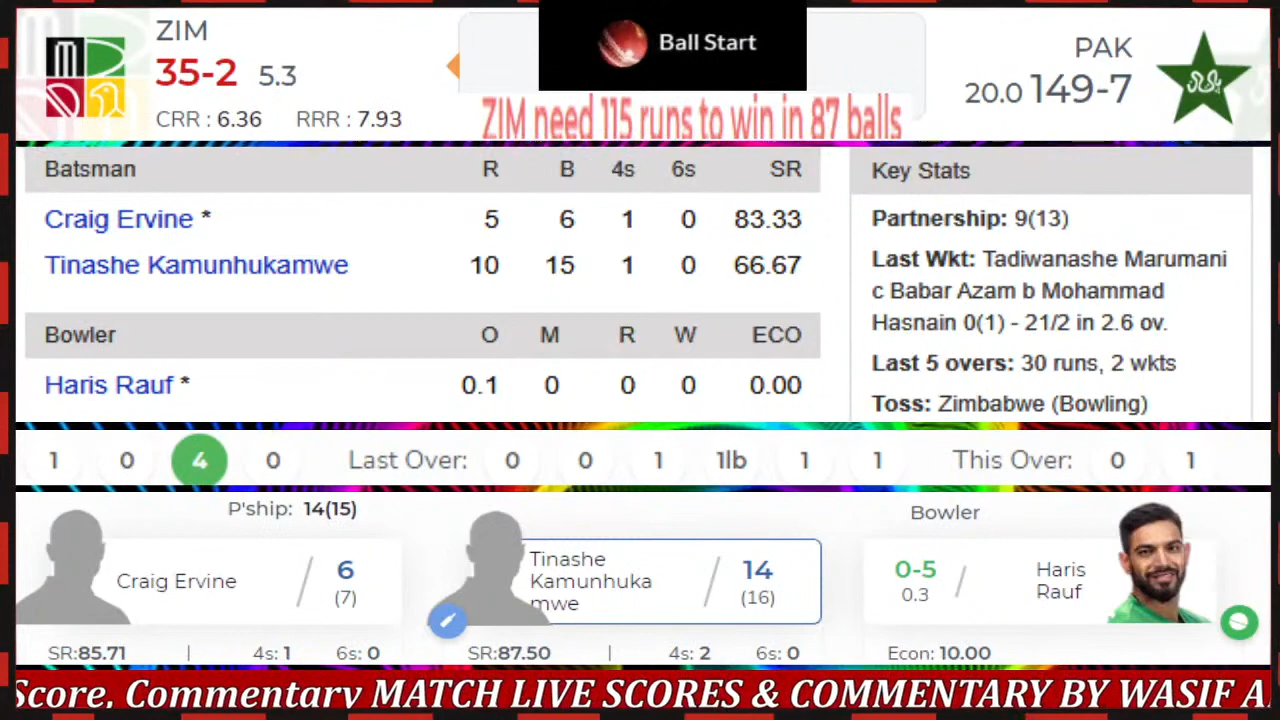 ZIM
35-2 5.3
CRR : 6.36 RRR : 7.93
Ball Start
ZIM need 115 runs to win in 87 balls
PAK
20.0 149-7
Batsman R B 4s 6s SR
Craig Ervine * 5 6 1 0 83.33
Tinashe Kamunhukamwe 10 15 1 0 66.67
Bowler O M R W ECO
Haris Rauf * 0.1 0 0 0 0.00
Key Stats
Partnership: 9(13)
Last Wkt: Tadiwanashe Marumani
c Babar Azam b Mohammad
Hasnain 0(1) - 21/2 in 2.6 ov.
Last 5 overs: 30 runs, 2 wkts
Toss: Zimbabwe (Bowling)
1 0 4 0 Last Over: 0 0 1 1lb 1 1 This Over: 0 1
P'ship: 14(15)
Craig Ervine / 6
(7)
SR:85.71 | 4s: 1 6s: 0
Tinashe
Kamunhuka
mwe
/ 14
(16)
SR:87.50 | 4s: 2 6s: 0
Bowler
0-5 /
0.3
Haris
Rauf
Econ: 10.00
Score, Commentary MATCH LIVE SCORES & COMMENTARY BY WASIF A